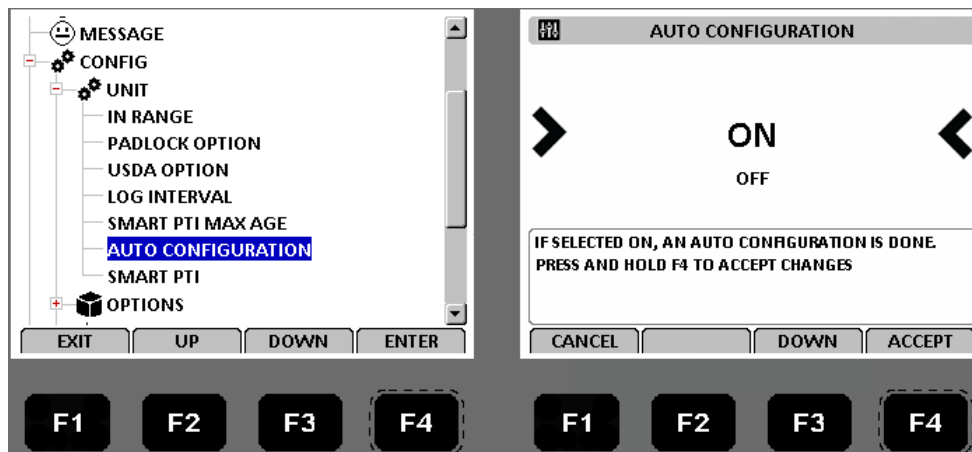 MESSAGE
CONFIG
UNIT
IN RANGE
PADLOCK OPTION
USDA OPTION
LOG INTERVAL
SMART PTI MAX AGE
AUTO CONFIGURATION
SMART PTI
OPTIONS
EXIT UP DOWN ENTER
F1 F2 F3 F4
AUTO CONFIGURATION
ON
OFF
IF SELECTED ON, AN AUTO CONFIGURATION IS DONE.
PRESS AND HOLD F4 TO ACCEPT CHANGES
CANCEL DOWN ACCEPT
F1 F2 F3 F4